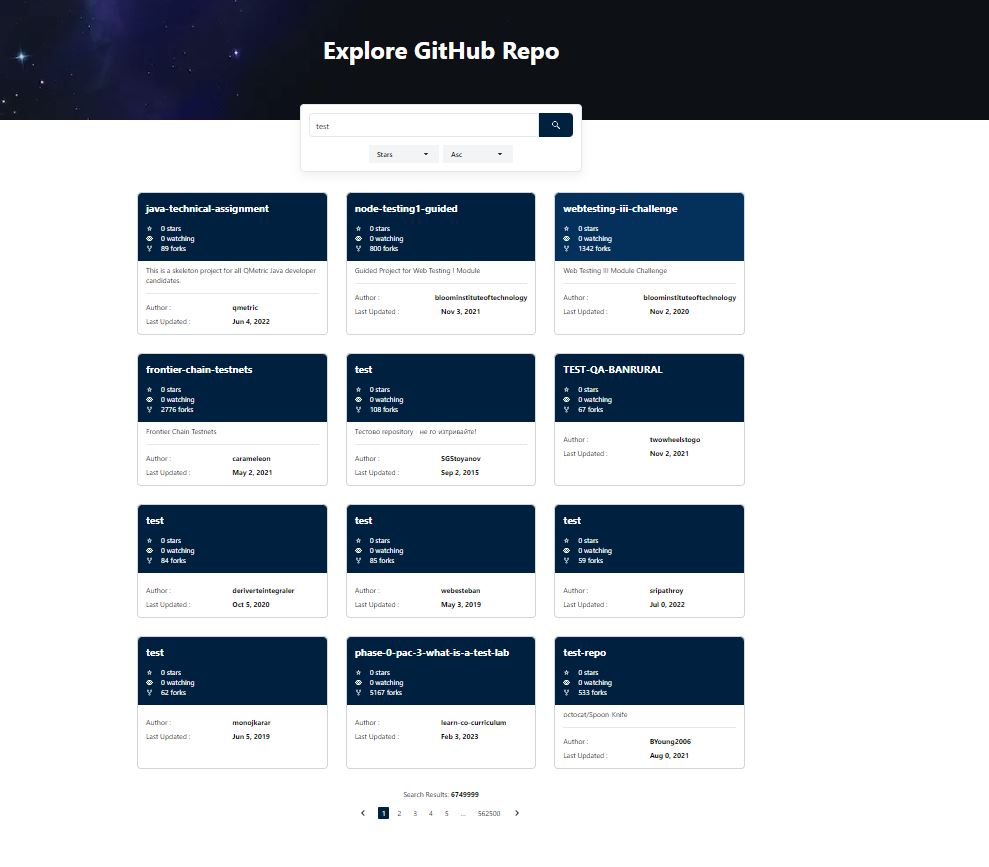 Explore GitHub Repo
test
Stars Asc
java-technical-assignment
0 stars
0 watching
89 forks
This is a skeleton project for all QMetric Java developer
candidates.
Author : qmetric
Last Updated : Jun 4, 2022
node-testing1-guided
0 stars
0 watching
800 forks
Guided Project for Web Testing I Module
Author : bloominstituteoftechnology
Last Updated : Nov 3, 2021
webtesting-iii-challenge
0 stars
0 watching
1342 forks
Web Testing III Module Challenge
Author : bloominstituteoftechnology
Last Updated : Nov 2, 2020
frontier-chain-testnets
0 stars
0 watching
2776 forks
Frontier Chain Testnets
Author : carameleon
Last Updated : May 2, 2021
test
0 stars
0 watching
108 forks
Тестово repository - не го изтривайте!
Author : SGStoyanov
Last Updated : Sep 2, 2015
TEST-QA-BANRURAL
0 stars
0 watching
67 forks
Author : twowheelstogo
Last Updated : Nov 2, 2021
test
0 stars
0 watching
84 forks
Author : deriverteintegraler
Last Updated : Oct 5, 2020
test
0 stars
0 watching
85 forks
Author : webesteban
Last Updated : May 3, 2019
test
0 stars
0 watching
59 forks
Author : sripathroy
Last Updated : Jul 0, 2022
test
0 stars
0 watching
62 forks
Author : monojkarar
Last Updated : Jun 5, 2019
phase-0-pac-3-what-is-a-test-lab
0 stars
0 watching
5167 forks
Author : learn-co-curriculum
Last Updated : Feb 3, 2023
test-repo
0 stars
0 watching
533 forks
octocat/Spoon-Knife
Author : BYoung2006
Last Updated : Aug 0, 2021
Search Results: 6749999
1 2 3 4 5 ... 562500